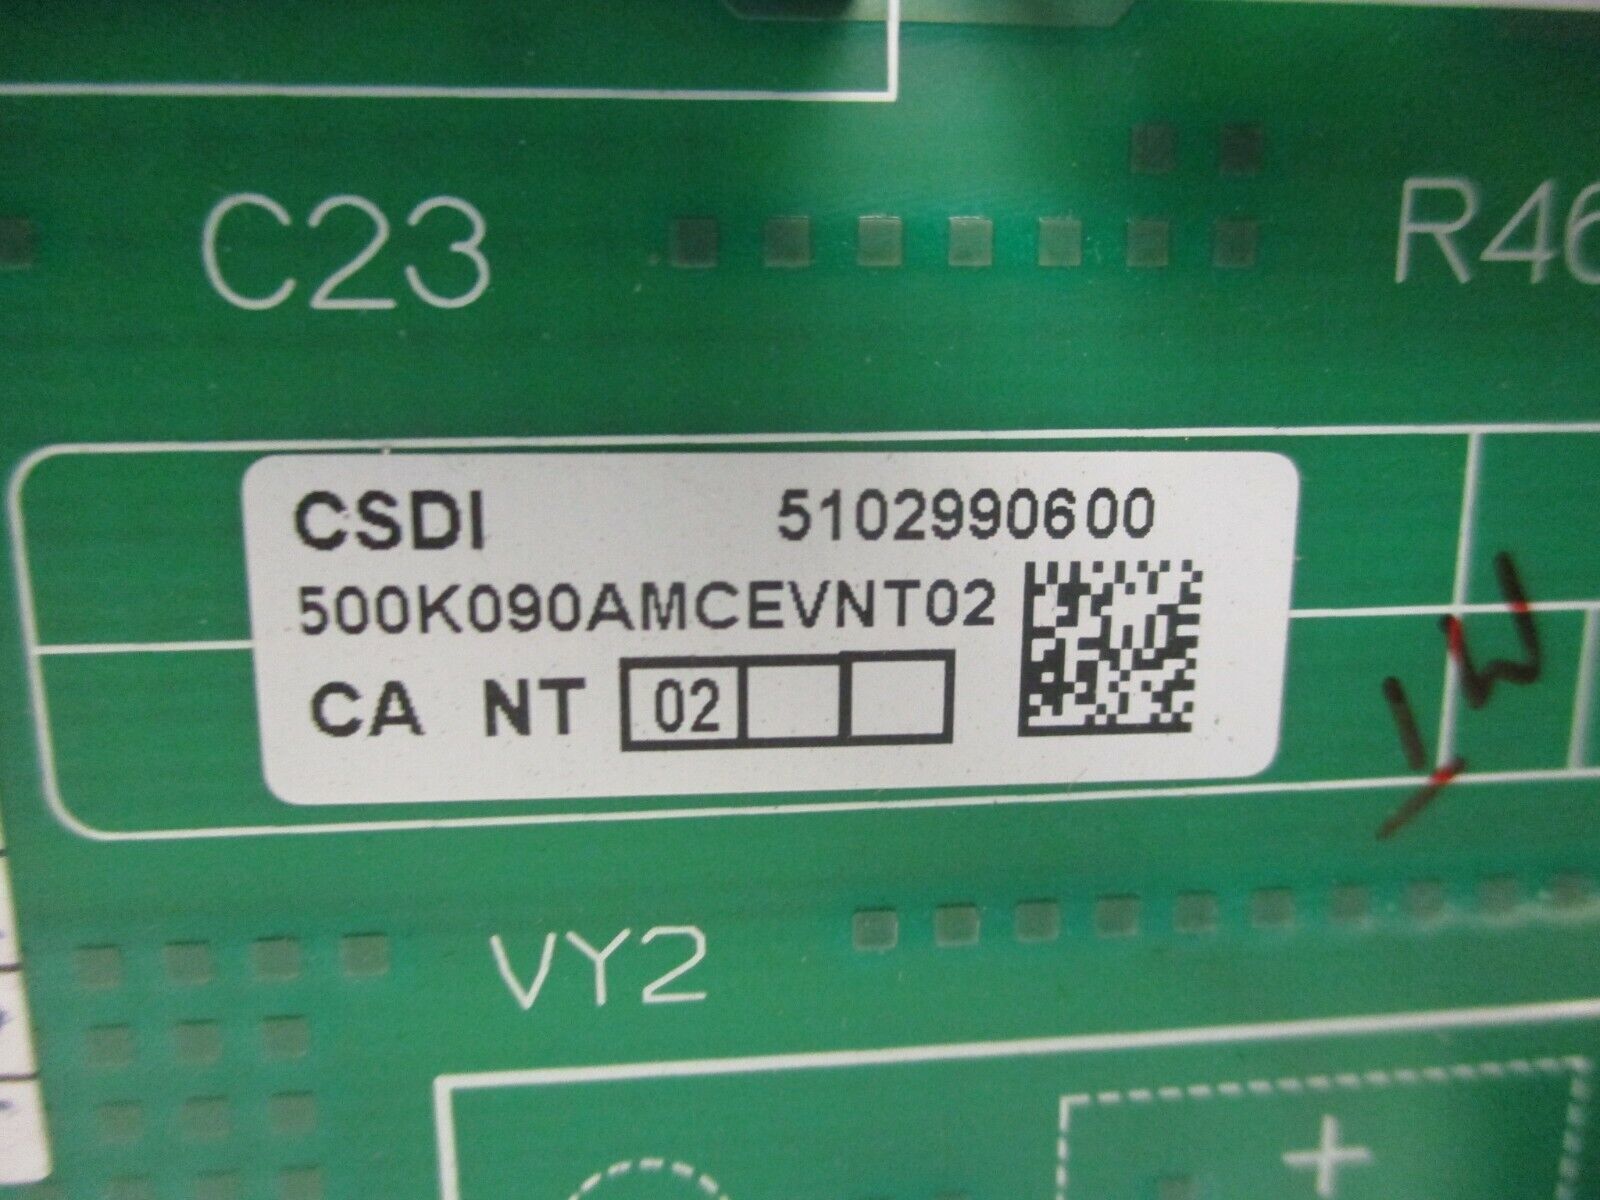 C23
R46
CSDI 5102990600
500K090AMCEVNT02
CA NT 02
VY2
+